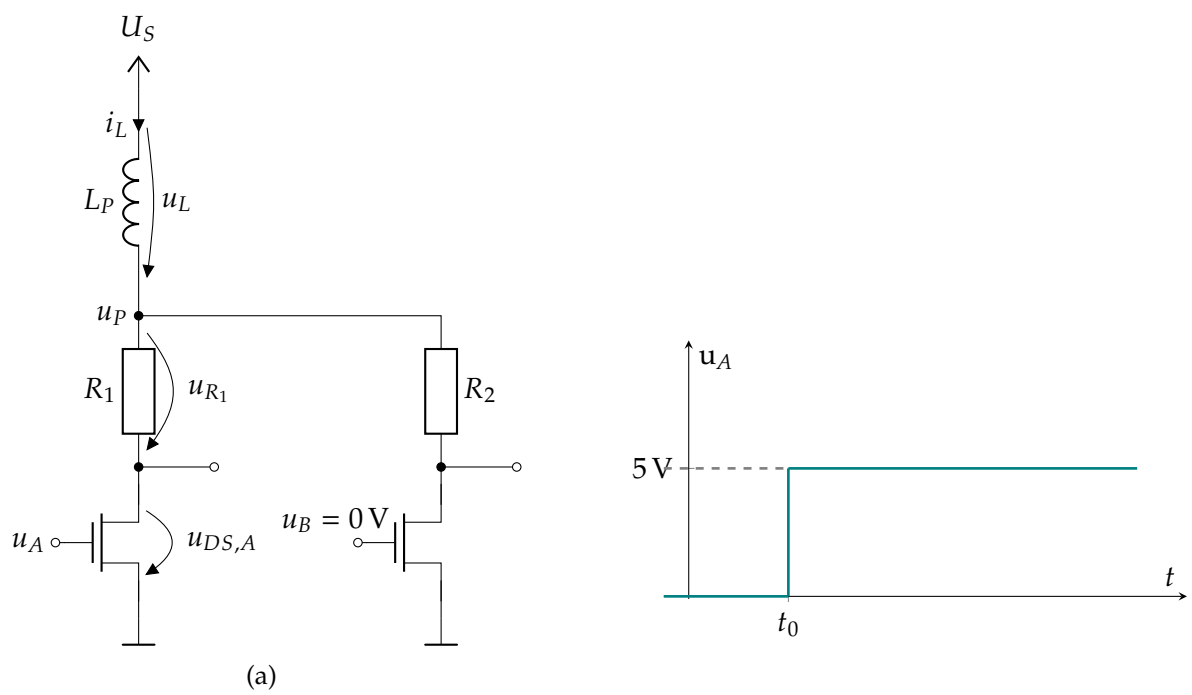 U_S
i_L
L_P
u_L
u_P
R_1
u_{R_1}
R_2
u_A
u_{DS,A}
u_B = 0 V
(a)
u_A
5 V
t
t_0